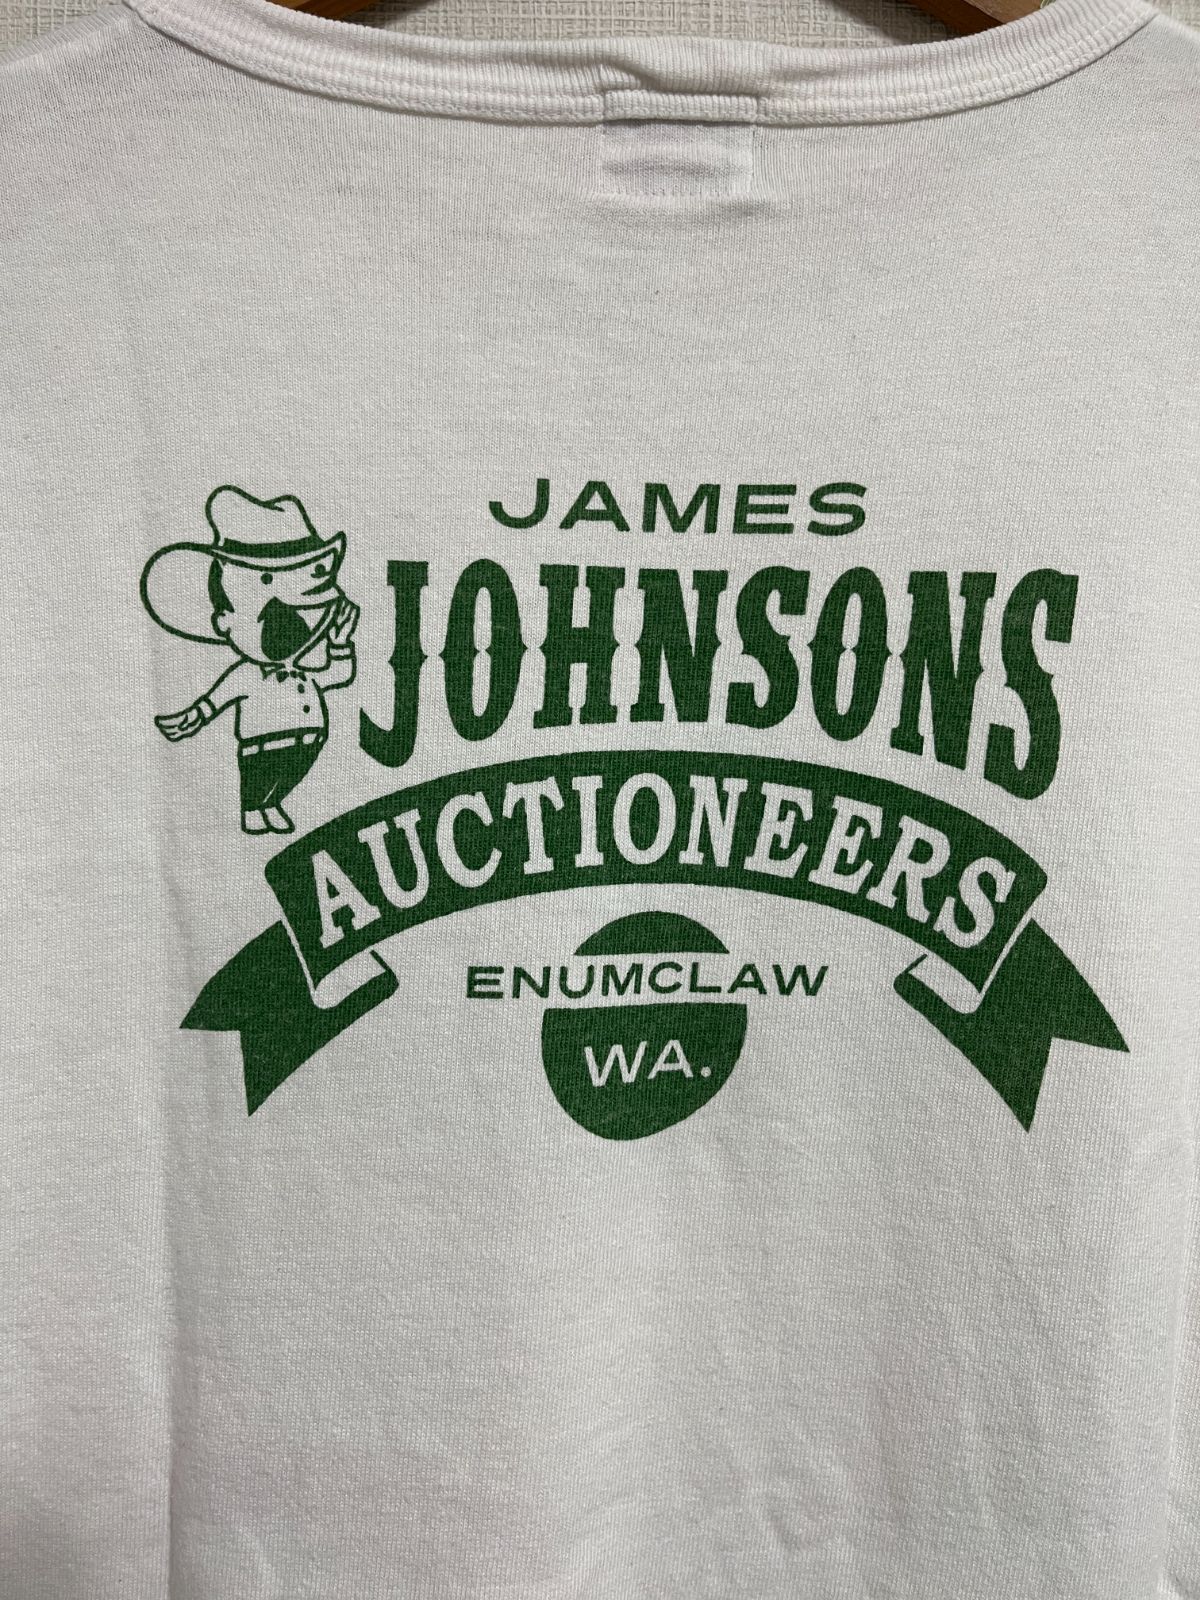 JAMES
JOHNSONS
AUCTIONEERS
ENUMCLAW
WA.